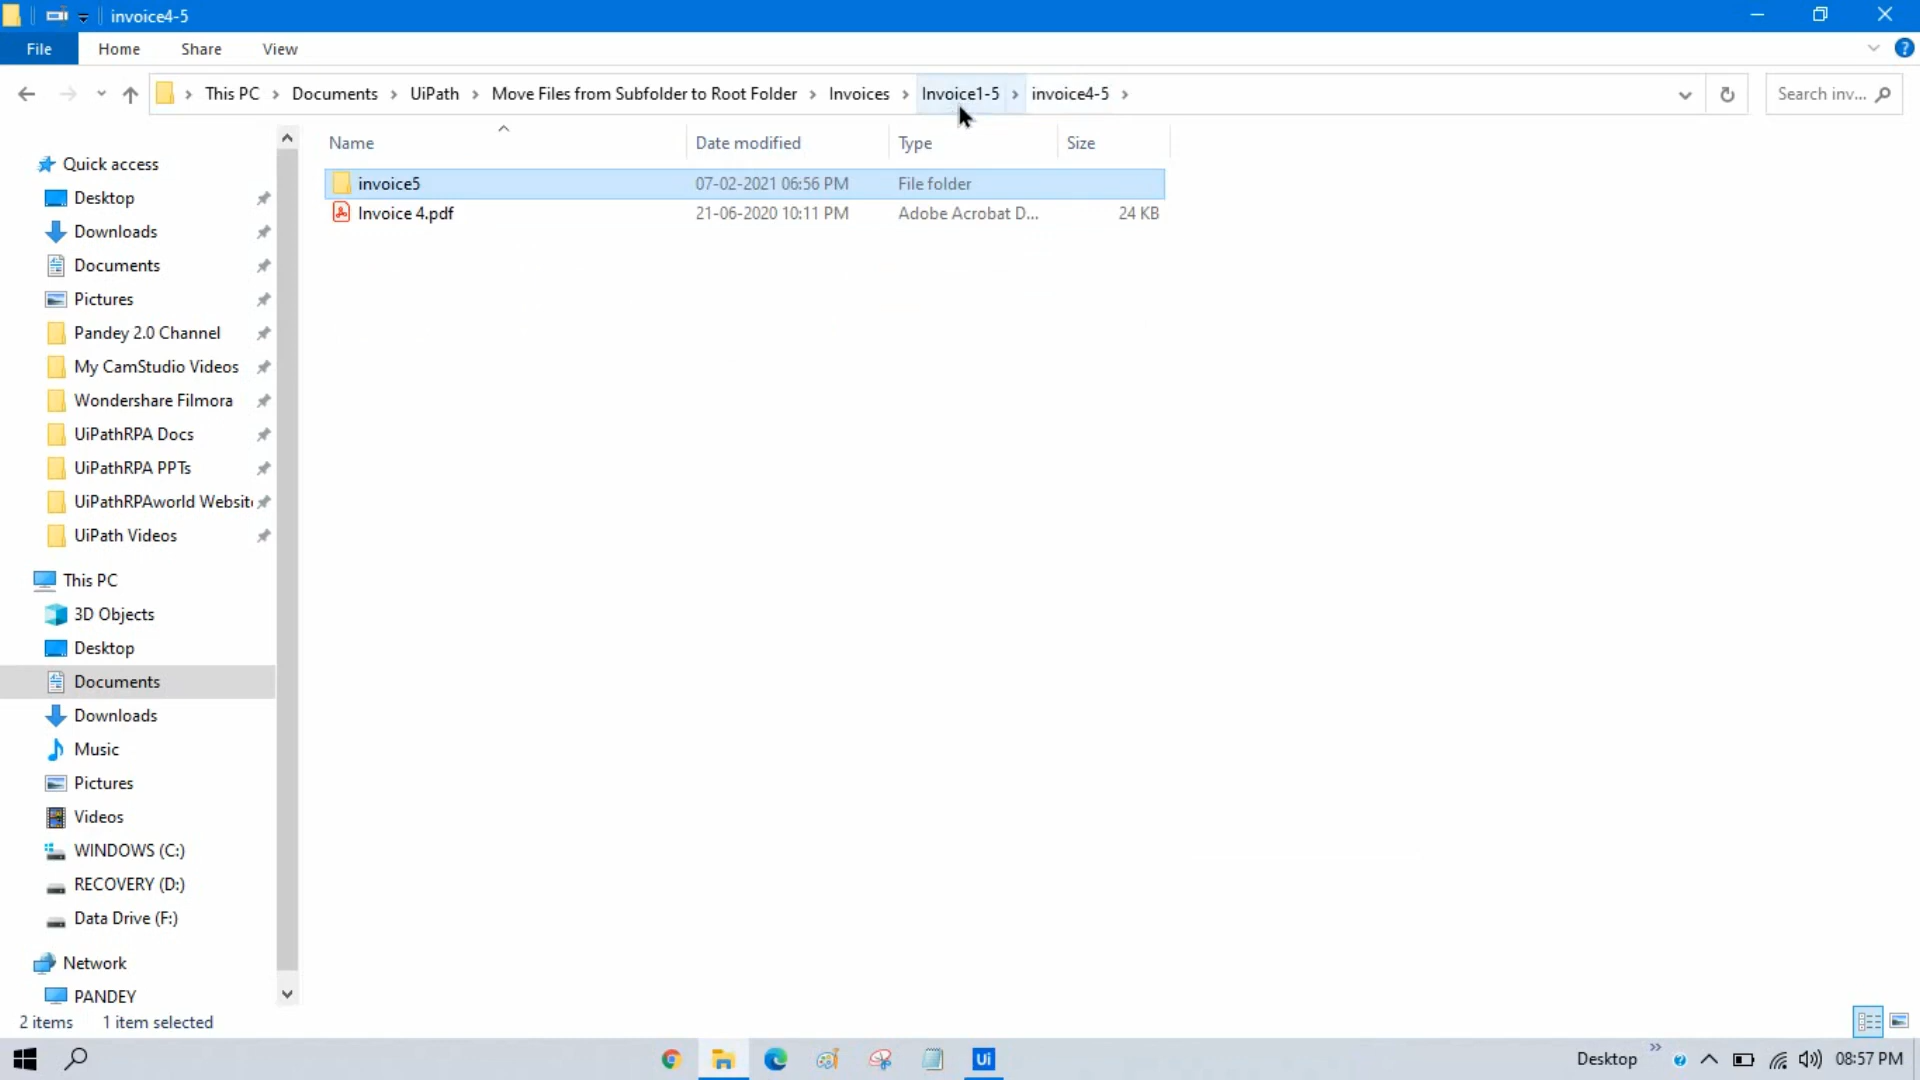 invoice4-5
File Home Share View
This PC Documents UiPath Move Files from Subfolder to Root Folder Invoices Invoice1-5 invoice4-5 Search inv...
Name Date modified Type Size
invoice5 07-02-2021 06:56 PM File folder
Invoice 4.pdf 21-06-2020 10:11 PM Adobe Acrobat D... 24 KB
Quick access
Desktop
Downloads
Documents
Pictures
Pandey 2.0 Channel
My CamStudio Videos
Wondershare Filmora
UiPathRPA Docs
UiPathRPA PPTs
UiPathRPAworld Website
UiPath Videos
This PC
3D Objects
Desktop
Documents
Downloads
Music
Pictures
Videos
WINDOWS (C:)
RECOVERY (D:)
Data Drive (F:)
Network
PANDEY
2 items 1 item selected
Ui Desktop 08:57 PM